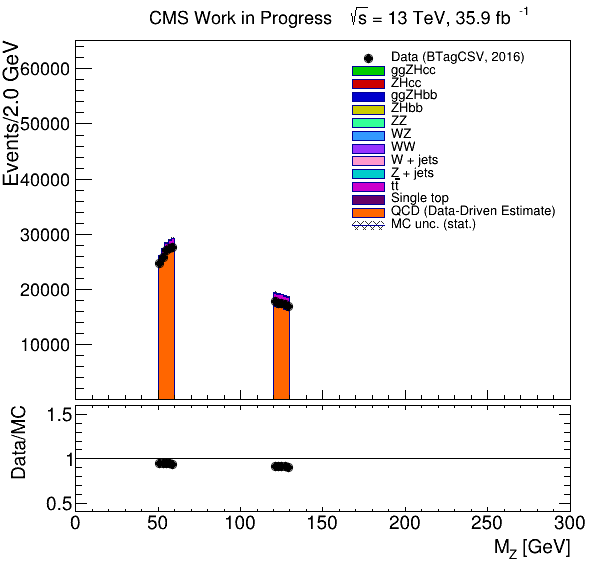 CMS Work in Progress √s = 13 TeV, 35.9 fb -1
Events/2.0 GeV
60000
50000
40000
30000
20000
10000
Data (BTagCSV, 2016)
ggZHcc
ZHcc
ggZHbb
ZHbb
ZZ
WZ
WW
W + jets
Z + jets
tt̅
Single top
QCD (Data-Driven Estimate)
MC unc. (stat.)
Data/MC
1.5
1
0.5
0 50 100 150 200 250 300
M_Z [GeV]